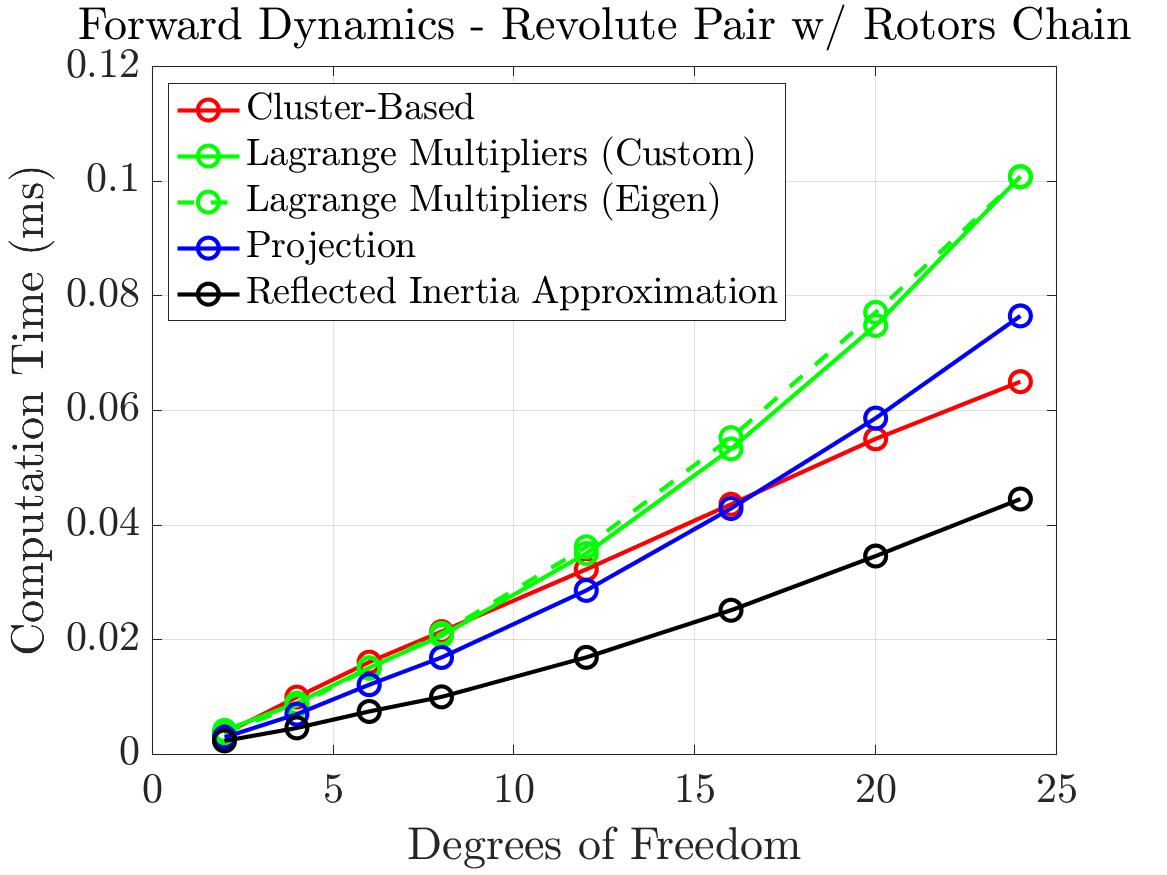 Forward Dynamics - Revolute Pair w/ Rotors Chain
0.12
0.1
0.08
0.06
0.04
0.02
0
Computation Time (ms)
Cluster-Based
Lagrange Multipliers (Custom)
Lagrange Multipliers (Eigen)
Projection
Reflected Inertia Approximation
0 5 10 15 20 25
Degrees of Freedom